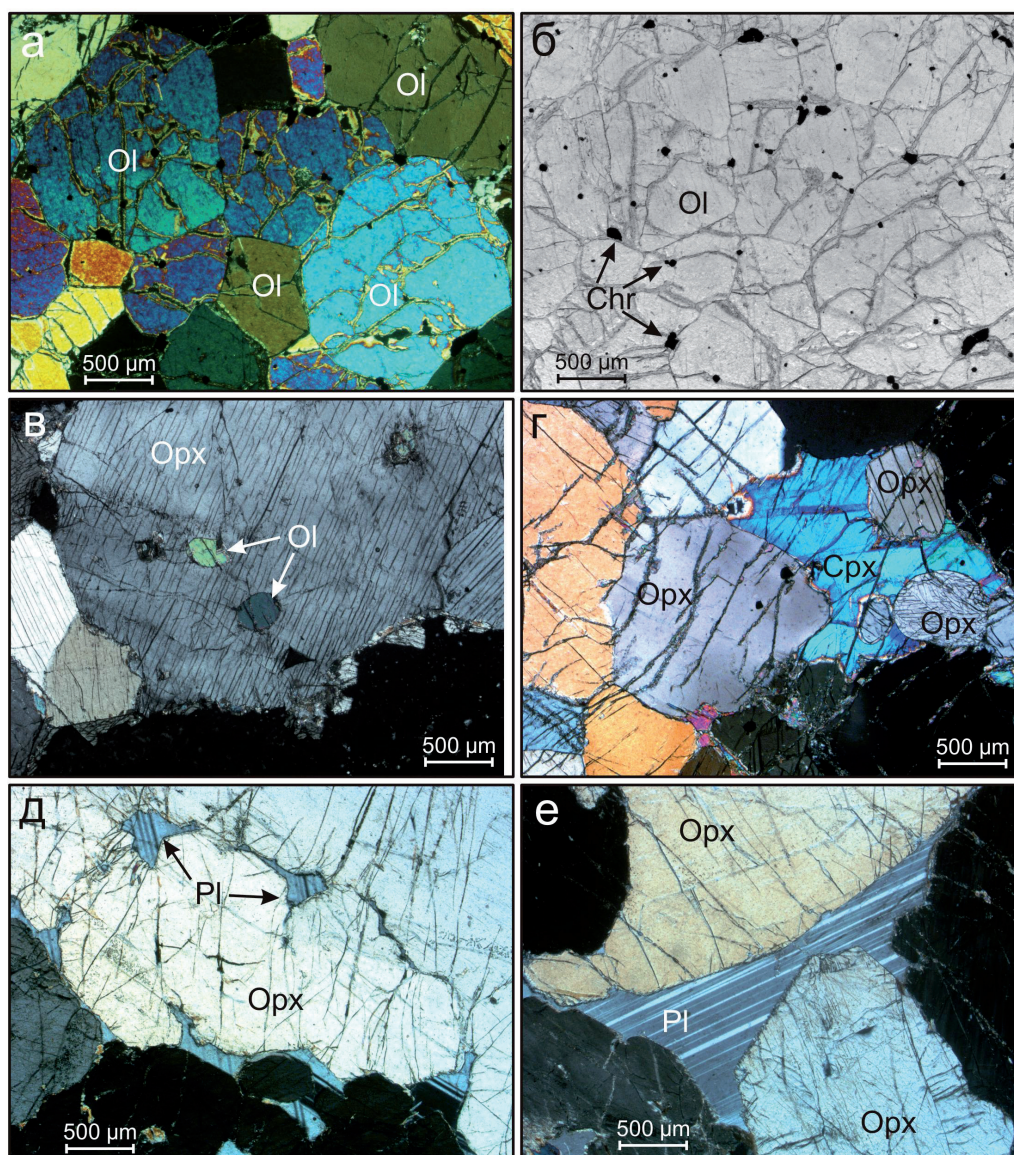 а
Ol
Ol
Ol
Ol
500 µm
б
Ol
Chr
500 µm
в
Opx
Ol
500 µm
г
Opx
Cpx
Opx
Opx
500 µm
д
Pl
Opx
500 µm
е
Opx
Pl
Opx
500 µm